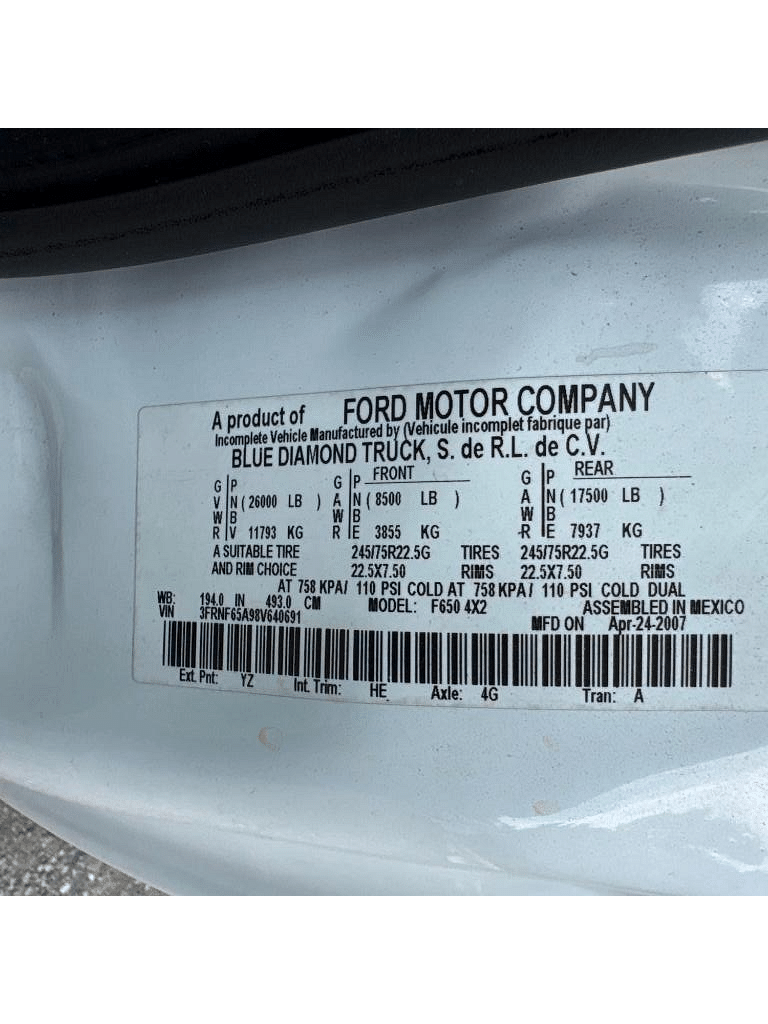 A product of FORD MOTOR COMPANY
Incomplete Vehicle Manufactured by (Vehicule incomplet fabrique par)
BLUE DIAMOND TRUCK, S. de R.L. de C.V.
FRONT REAR
G P G P G P
V N ( 26000 LB ) A N ( 8500 LB ) A N ( 17500 LB )
W B W B W B
R V 11793 KG R E 3855 KG R E 7937 KG
A SUITABLE TIRE 245/75R22.5G TIRES 245/75R22.5G TIRES
AND RIM CHOICE 22.5X7.50 RIMS 22.5X7.50 RIMS
AT 758 KPA/ 110 PSI COLD AT 758 KPA/ 110 PSI COLD DUAL
WB: 194.0 IN 493.0 CM MODEL: F650 4X2 ASSEMBLED IN MEXICO
VIN 3FRNF65A98V640691 MFD ON Apr-24-2007
Ext. Pnt: YZ Int. Trim: HE Axle: 4G Tran: A